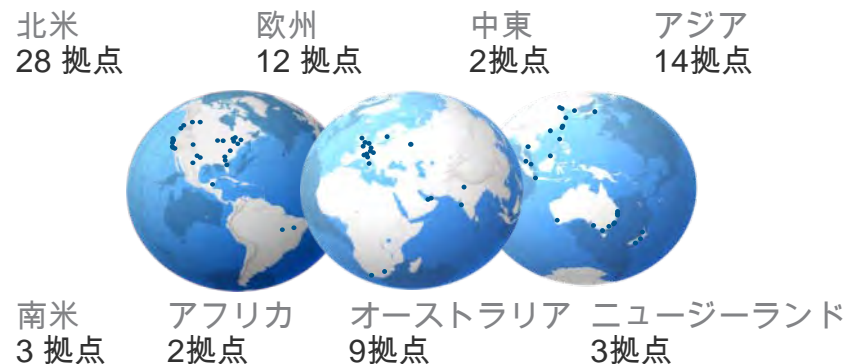 北米 欧州 中東 アジア
28 拠点 12 拠点 2拠点 14拠点
南米 アフリカ オーストラリア ニュージーランド
3 拠点 2拠点 9拠点 3拠点